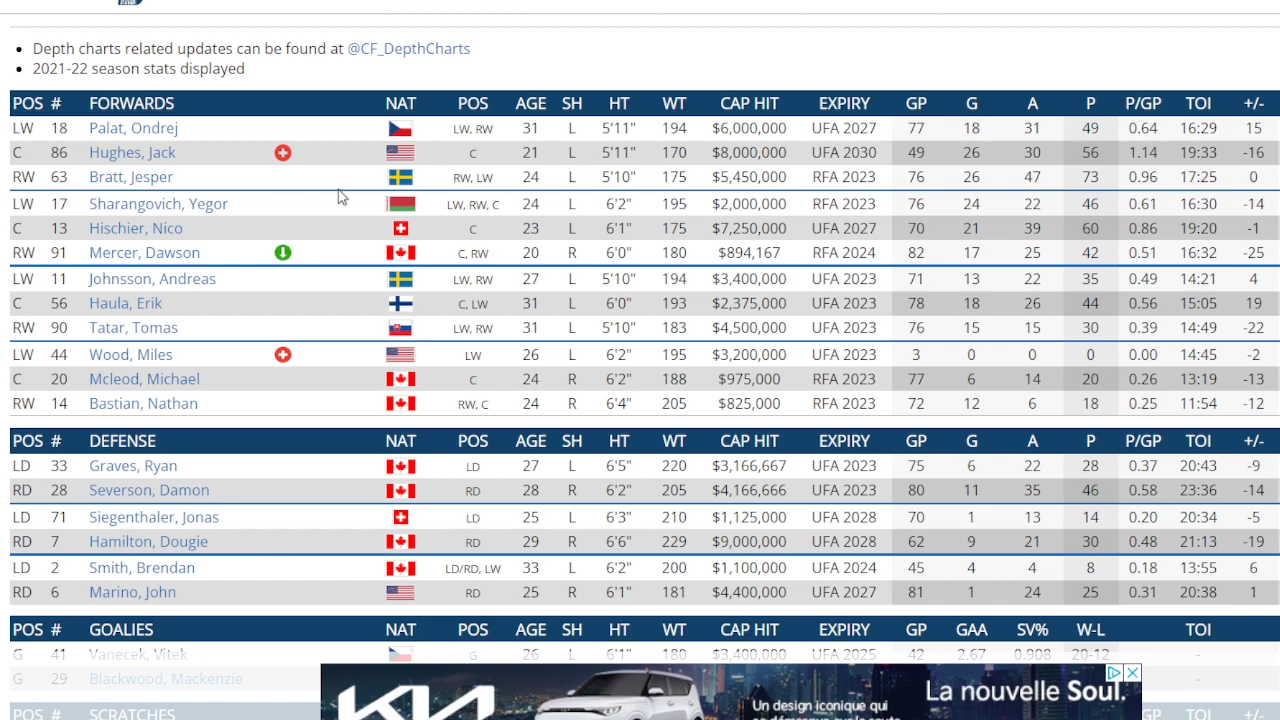 Depth charts related updates can be found at @CF_DepthCharts
2021-22 season stats displayed
POS # FORWARDS NAT POS AGE SH HT WT CAP HIT EXPIRY GP G A P P/GP TOI +/-
LW 18 Palat, Ondrej LW, RW 31 L 5'11" 194 $6,000,000 UFA 2027 77 18 31 49 0.64 16:29 15
C 86 Hughes, Jack C 21 L 5'11" 170 $8,000,000 UFA 2030 49 26 30 56 1.14 19:33 -16
RW 63 Bratt, Jesper RW, LW 24 L 5'10" 175 $5,450,000 RFA 2023 76 26 47 73 0.96 17:25 0
LW 17 Sharangovich, Yegor LW, RW, C 24 L 6'2" 195 $2,000,000 RFA 2023 76 24 22 46 0.61 16:30 -14
C 13 Hischier, Nico C 23 L 6'1" 175 $7,250,000 UFA 2027 70 21 39 60 0.86 19:20 -1
RW 91 Mercer, Dawson C, RW 20 R 6'0" 180 $894,167 RFA 2024 82 17 25 42 0.51 16:32 -25
LW 11 Johnsson, Andreas LW, RW 27 L 5'10" 194 $3,400,000 UFA 2023 71 13 22 35 0.49 14:21 4
C 56 Haula, Erik C, LW 31 L 6'0" 193 $2,375,000 UFA 2023 78 18 26 44 0.56 15:05 19
RW 90 Tatar, Tomas LW, RW 31 L 5'10" 183 $4,500,000 UFA 2023 76 15 15 30 0.39 14:49 -22
LW 44 Wood, Miles LW 26 L 6'2" 195 $3,200,000 UFA 2023 3 0 0 0 0.00 14:45 -2
C 20 Mcleod, Michael C 24 R 6'2" 188 $975,000 RFA 2023 77 6 14 20 0.26 13:19 -13
RW 14 Bastian, Nathan RW, C 24 R 6'4" 205 $825,000 RFA 2023 72 12 6 18 0.25 11:54 -12
POS # DEFENSE NAT POS AGE SH HT WT CAP HIT EXPIRY GP G A P P/GP TOI +/-
LD 33 Graves, Ryan LD 27 L 6'5" 220 $3,166,667 UFA 2023 75 6 22 28 0.37 20:43 -9
RD 28 Severson, Damon RD 28 R 6'2" 205 $4,166,666 UFA 2023 80 11 35 46 0.58 23:36 -14
LD 71 Siegenthaler, Jonas LD 25 L 6'3" 210 $1,125,000 UFA 2028 70 1 13 14 0.20 20:34 -5
RD 7 Hamilton, Dougie RD 29 R 6'6" 229 $9,000,000 UFA 2028 62 9 21 30 0.48 21:13 -19
LD 2 Smith, Brendan LD/RD, LW 33 L 6'2" 200 $1,100,000 UFA 2024 45 4 4 8 0.18 13:55 6
RD 6 Marino, John RD 25 R 6'1" 181 $4,400,000 UFA 2027 81 1 24 25 0.31 20:38 1
POS # GOALIES NAT POS AGE SH HT WT CAP HIT EXPIRY GP GAA SV% W-L TOI
G 41 Vanecek, Vitek G 26 L 6'1" 180 $3,400,000 UFA 2025 42 2.67 0.908 20-12 -
G 29 Blackwood, Mackenzie -
POS # SCRATCHES P/GP TOI +/-
KIA
La nouvelle Soul.
Un design iconique qui